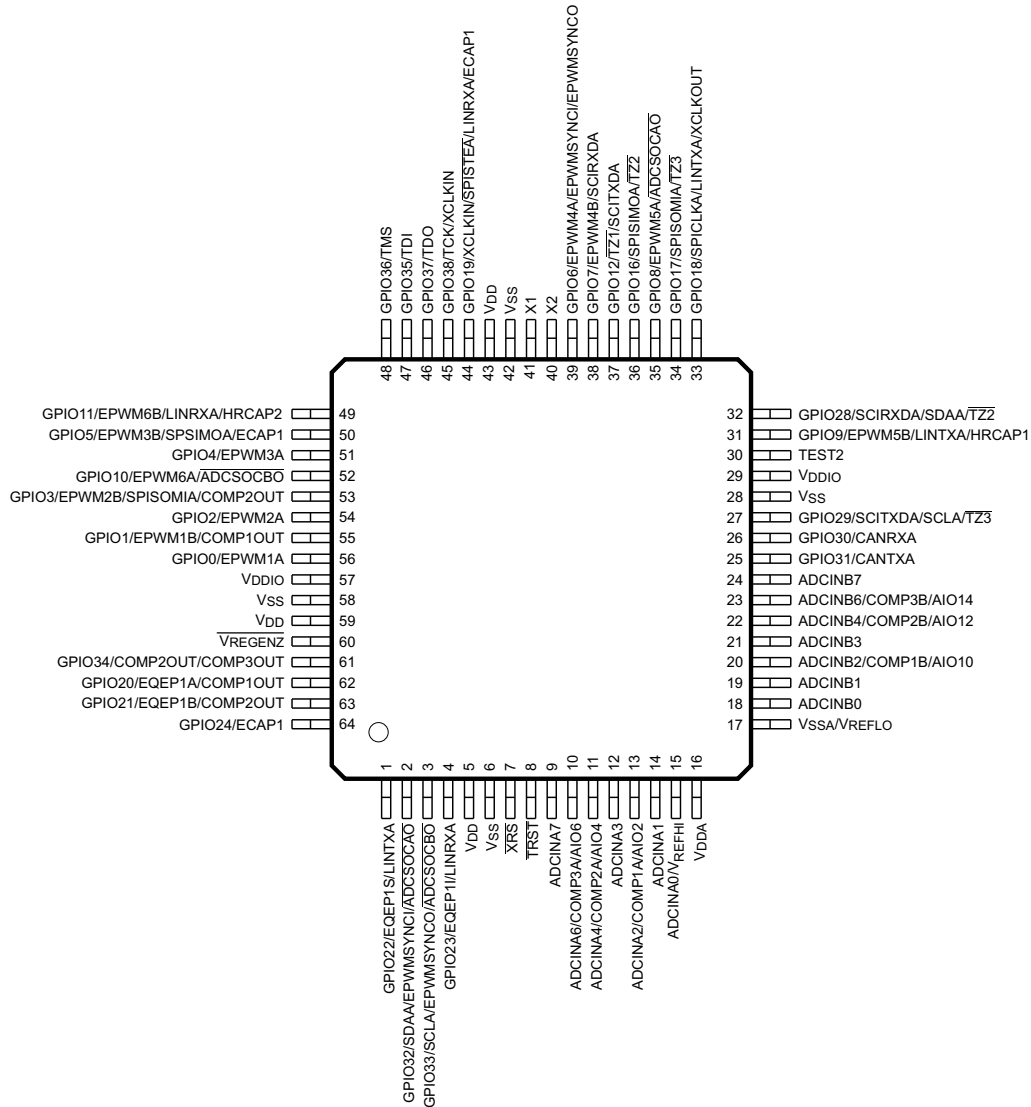 GPIO36/TMS
GPIO35/TDI
GPIO37/TDO
GPIO38/TCK/XCLKIN
GPIO19/XCLKIN/SPISTEA/LINRXA/ECAP1
VDD
VSS
X1
X2
GPIO6/EPWM4A/EPWMSYNCI/EPWMSYNCO
GPIO7/EPWM4B/SCIRXDA
GPIO12/TZ1/SCITXDA
GPIO16/SPISIMOA/TZ2
GPIO8/EPWM5A/ADCSOCAO
GPIO17/SPISOMIA/TZ3
GPIO18/SPICLKA/LINTXA/XCLKOUT
48 47 46 45 44 43 42 41 40 39 38 37 36 35 34 33
GPIO11/EPWM6B/LINRXA/HRCAP2 49
GPIO5/EPWM3B/SPSIMOA/ECAP1 50
GPIO4/EPWM3A 51
GPIO10/EPWM6A/ADCSOCBO 52
GPIO3/EPWM2B/SPISOMIA/COMP2OUT 53
GPIO2/EPWM2A 54
GPIO1/EPWM1B/COMP1OUT 55
GPIO0/EPWM1A 56
VDDIO 57
VSS 58
VDD 59
VREGENZ 60
GPIO34/COMP2OUT/COMP3OUT 61
GPIO20/EQEP1A/COMP1OUT 62
GPIO21/EQEP1B/COMP2OUT 63
GPIO24/ECAP1 64
32 GPIO28/SCIRXDA/SDAA/TZ2
31 GPIO9/EPWM5B/LINTXA/HRCAP1
30 TEST2
29 VDDIO
28 VSS
27 GPIO29/SCITXDA/SCLA/TZ3
26 GPIO30/CANRXA
25 GPIO31/CANTXA
24 ADCINB7
23 ADCINB6/COMP3B/AIO14
22 ADCINB4/COMP2B/AIO12
21 ADCINB3
20 ADCINB2/COMP1B/AIO10
19 ADCINB1
18 ADCINB0
17 VSSA/VREFLO
1 2 3 4 5 6 7 8 9 10 11 12 13 14 15 16
GPIO22/EQEP1S/LINTXA
GPIO32/SDAA/EPWMSYNCI/ADCSOCAO
GPIO33/SCLA/EPWMSYNCO/ADCSOCBO
GPIO23/EQEP1I/LINRXA
VDD
VSS
XRS
TRST
ADCINA7
ADCINA6/COMP3A/AIO6
ADCINA4/COMP2A/AIO4
ADCINA3
ADCINA2/COMP1A/AIO2
ADCINA1
ADCINA0/VREFHI
VDDA